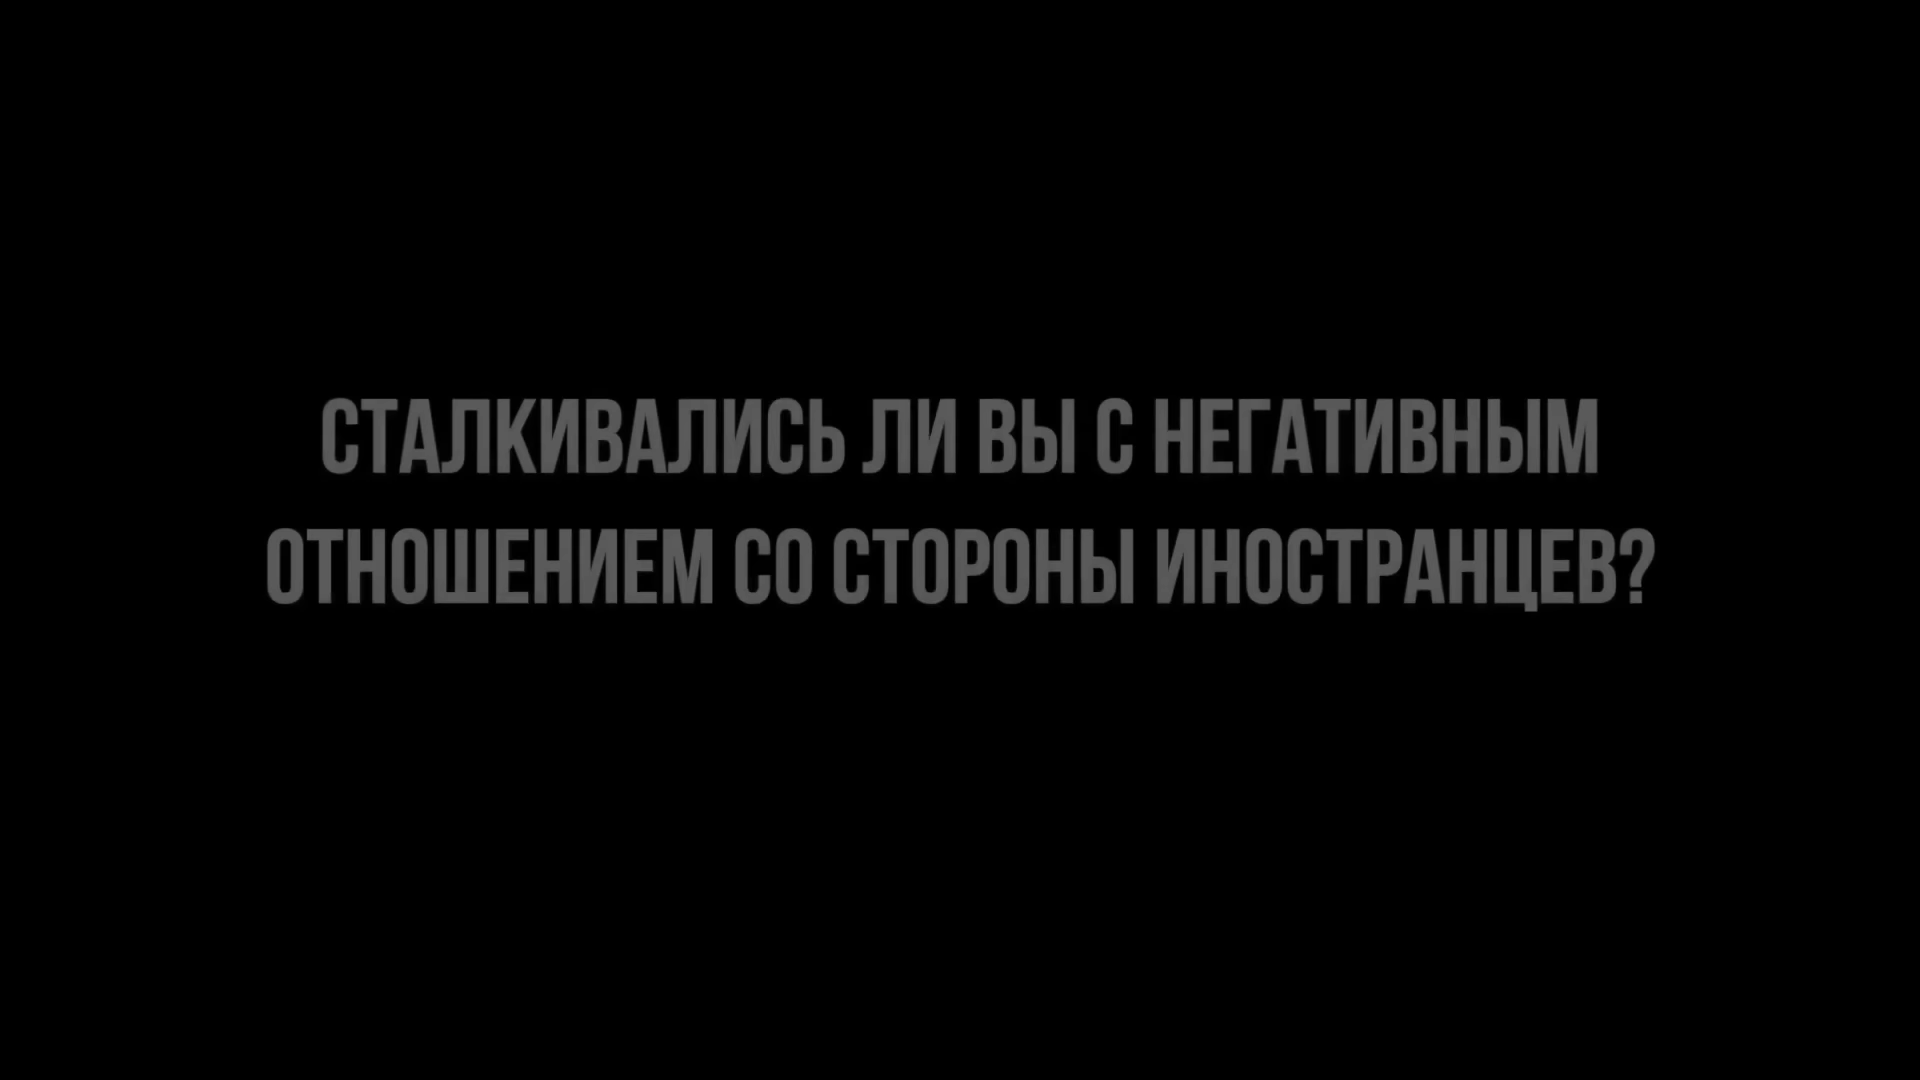 СТАЛКИВАЛИСЬ ЛИ ВЫ С НЕГАТИВНЫМ
ОТНОШЕНИЕМ СО СТОРОНЫ ИНОСТРАНЦЕВ?